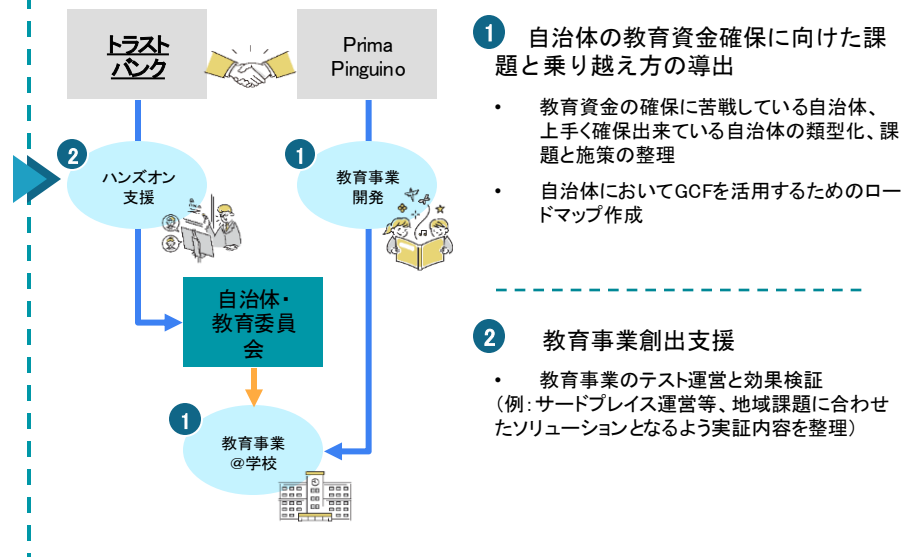 トラスト
バンク
Prima
Pinguino
2
ハンズオン
支援
1
教育事業
開発
自治体・
教育委員
会
1
教育事業
@学校
1 自治体の教育資金確保に向けた課
題と乗り越え方の導出
• 教育資金の確保に苦戦している自治体、
上手く確保出来ている自治体の類型化、課
題と施策の整理
• 自治体においてGCFを活用するためのロー
ドマップ作成
2 教育事業創出支援
• 教育事業のテスト運営と効果検証
(例:サードプレイス運営等、地域課題に合わせ
たソリューションとなるよう実証内容を整理)